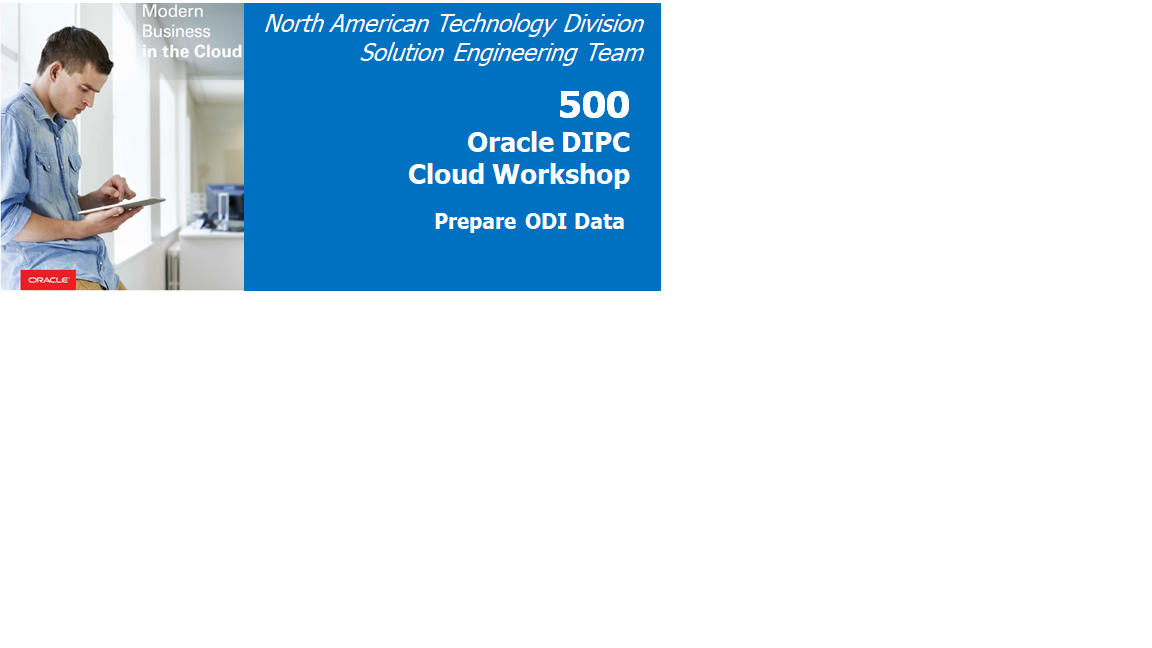 Modern
Business
in the Cloud
North American Technology Division
Solution Engineering Team
500
Oracle DIPC
Cloud Workshop
Prepare ODI Data
ORACLE